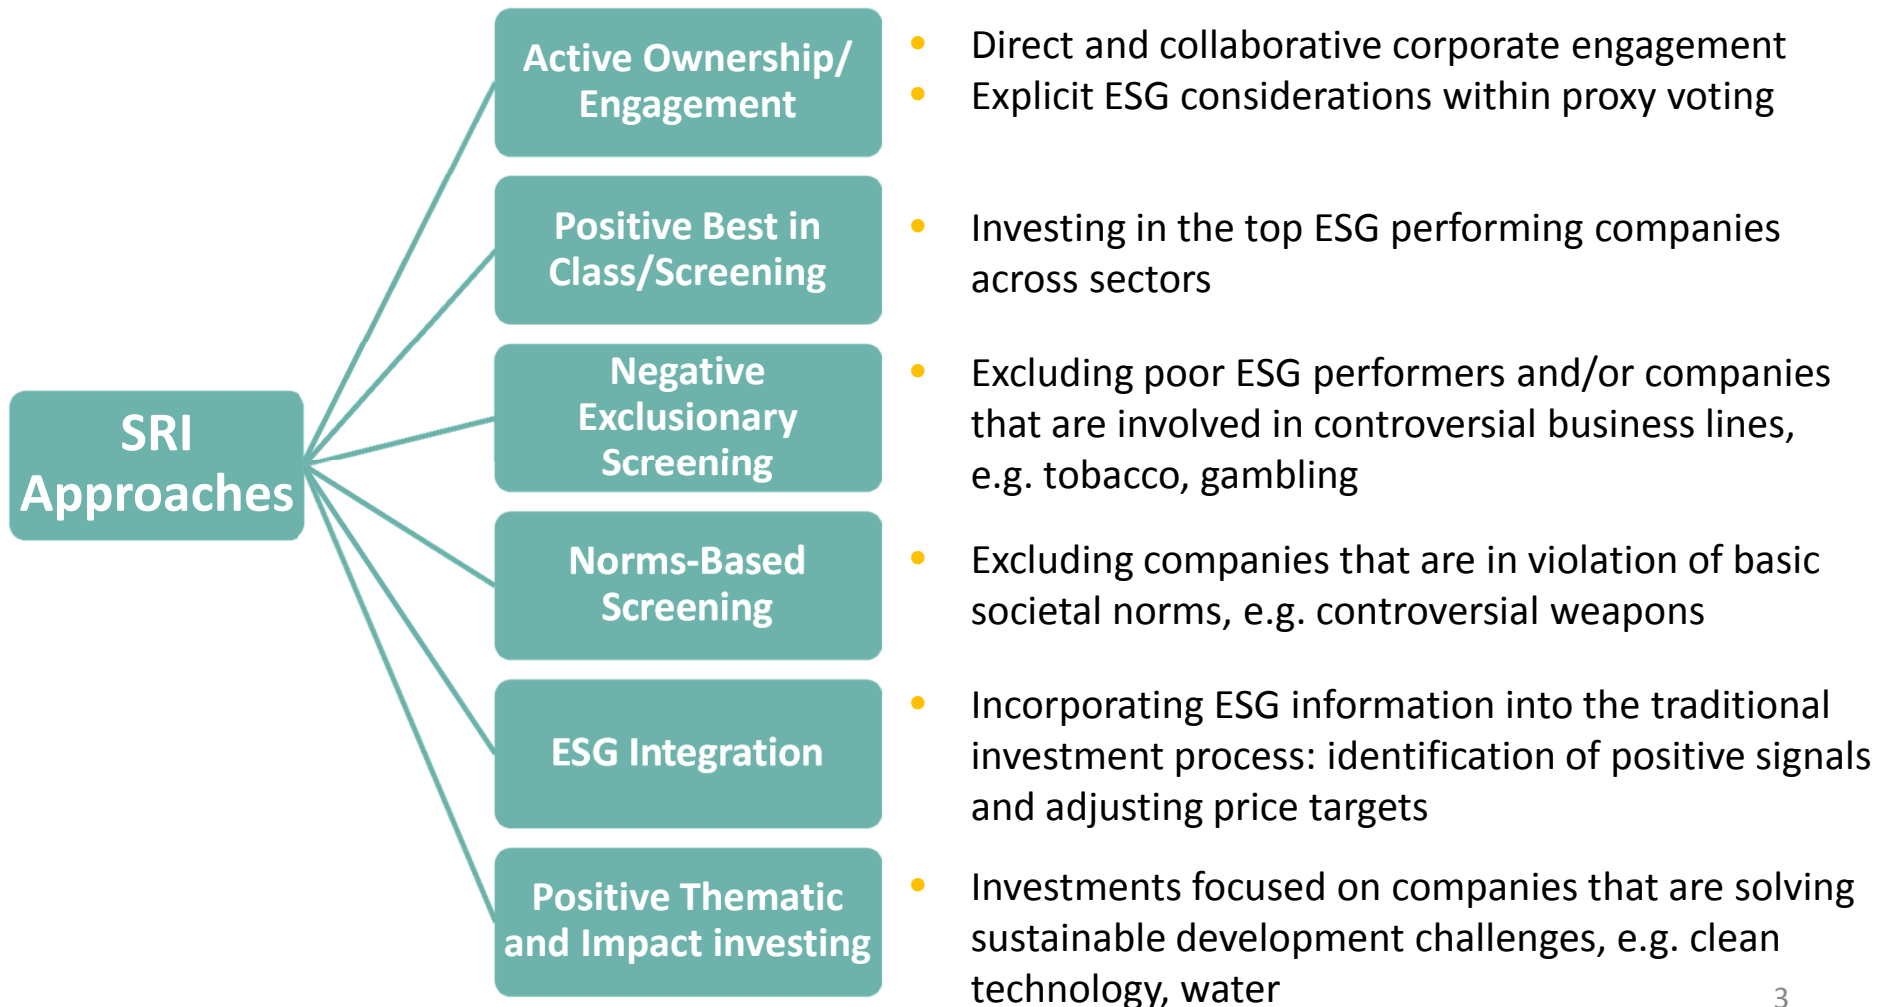 SRI
Approaches
Active Ownership/
Engagement
• Direct and collaborative corporate engagement
• Explicit ESG considerations within proxy voting
Positive Best in
Class/Screening
• Investing in the top ESG performing companies
across sectors
Negative
Exclusionary
Screening
• Excluding poor ESG performers and/or companies
that are involved in controversial business lines,
e.g. tobacco, gambling
Norms-Based
Screening
• Excluding companies that are in violation of basic
societal norms, e.g. controversial weapons
ESG Integration
• Incorporating ESG information into the traditional
investment process: identification of positive signals
and adjusting price targets
Positive Thematic
and Impact investing
• Investments focused on companies that are solving
sustainable development challenges, e.g. clean
technology, water
3